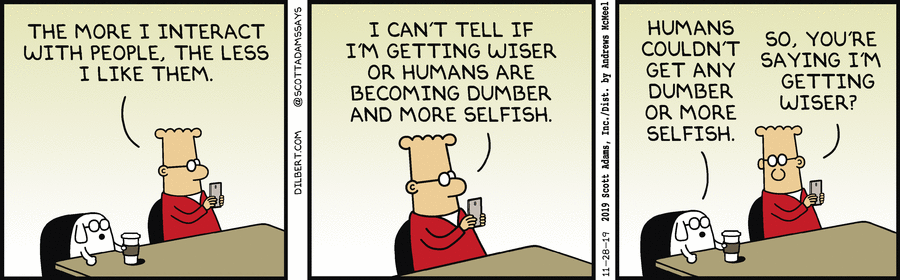 THE MORE I INTERACT
WITH PEOPLE, THE LESS
I LIKE THEM.
DILBERT.COM @SCOTTADAMSSAYS
I CAN'T TELL IF
I'M GETTING WISER
OR HUMANS ARE
BECOMING DUMBER
AND MORE SELFISH.
11-28-19 2019 Scott Adams, Inc./Dist. by Andrews McMeel
HUMANS
COULDN'T
GET ANY
DUMBER
OR MORE
SELFISH.
SO, YOU'RE
SAYING I'M
GETTING
WISER?